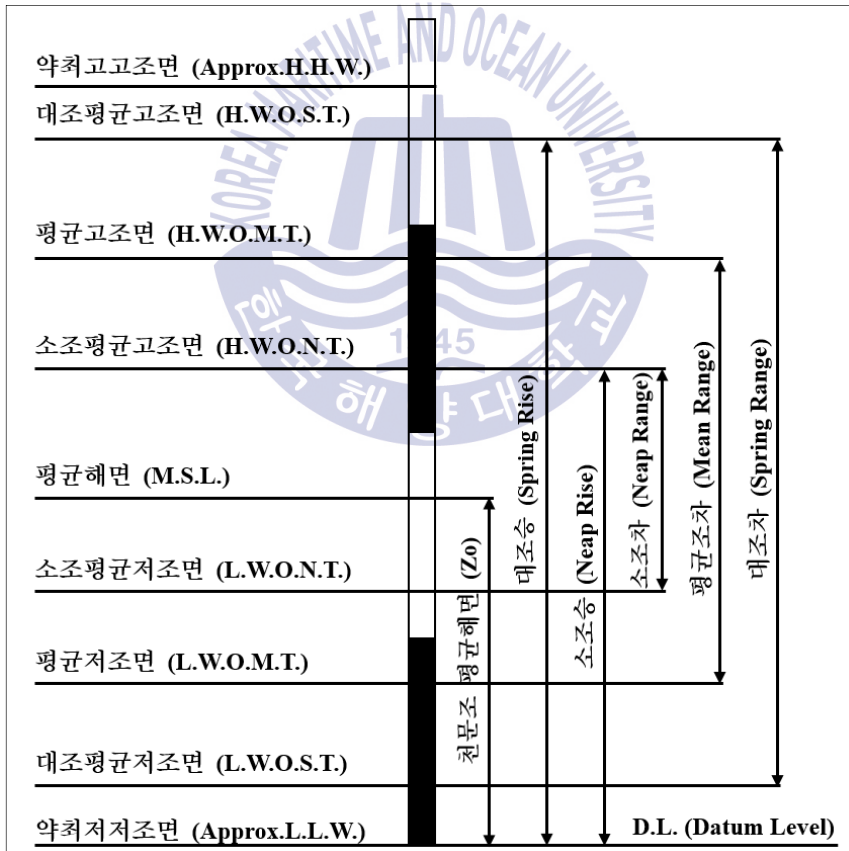 약최고고조면 (Approx.H.H.W.)
대조평균고조면 (H.W.O.S.T.)
평균고조면 (H.W.O.M.T.)
소조평균고조면 (H.W.O.N.T.)
평균해면 (M.S.L.)
소조평균저조면 (L.W.O.N.T.)
평균저조면 (L.W.O.M.T.)
대조평균저조면 (L.W.O.S.T.)
약최저저조면 (Approx.L.L.W.)
천문조 평균해면 (Zo)
대조승 (Spring Rise)
소조승 (Neap Rise)
소조차 (Neap Range)
평균조차 (Mean Range)
대조차 (Spring Range)
D.L. (Datum Level)
KOREA MARITIME AND OCEAN UNIVERSITY
1945
한국해양대학교